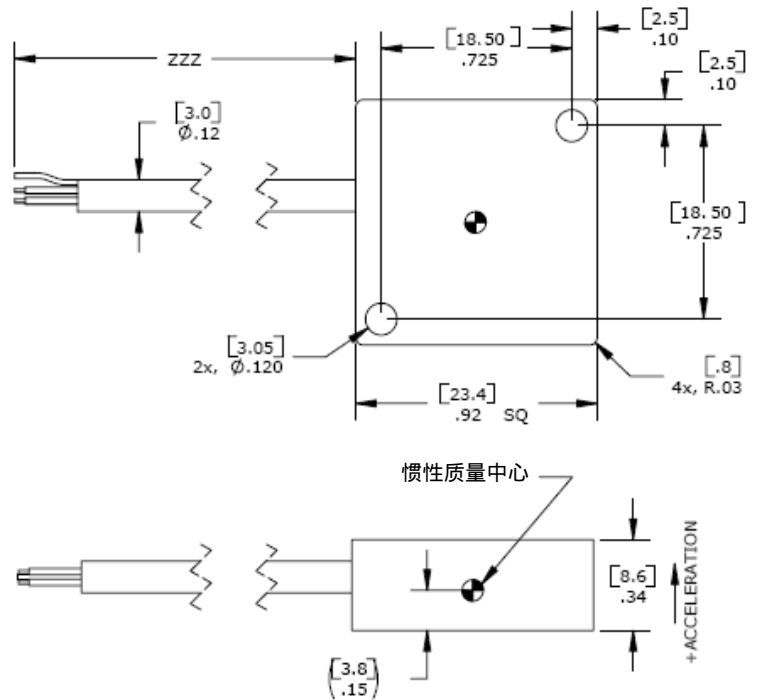 [2.5]
.10
[18.50]
.725
ZZZ
[2.5]
.10
[3.0]
Ø.12
[18.50]
.725
[3.05]
2x, Ø.120
[.8]
4x, R.03
[23.4]
.92 SQ
惯性质量中心
[8.6]
.34
+ACCELERATION
([3.8]
.15)